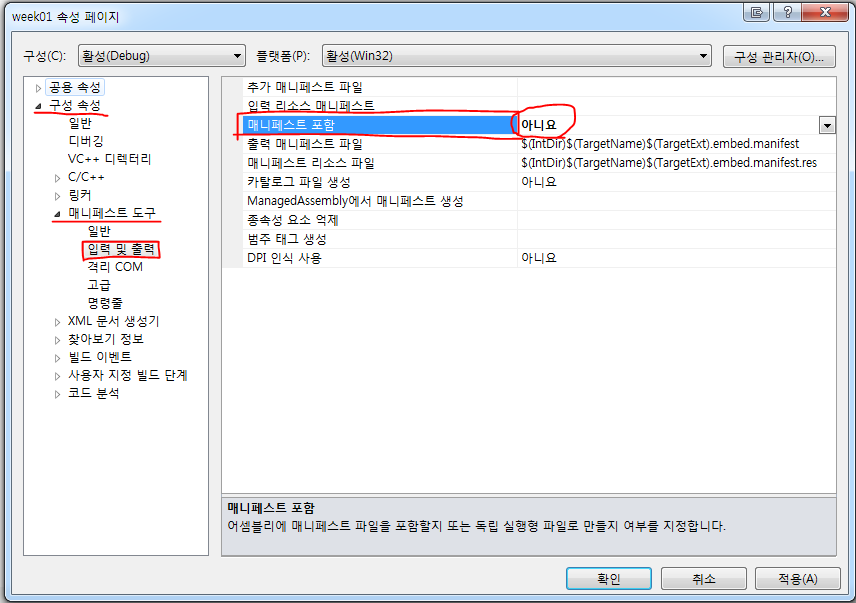 week01 속성 페이지
구성(C): 활성(Debug) 플랫폼(P): 활성(Win32) 구성 관리자(O)...
공용 속성
구성 속성
일반
디버깅
VC++ 디렉터리
C/C++
링커
매니페스트 도구
일반
입력 및 출력
격리 COM
고급
명령줄
XML 문서 생성기
찾아보기 정보
빌드 이벤트
사용자 지정 빌드 단계
코드 분석
추가 매니페스트 파일
입력 리소스 매니페스트
매니페스트 포함 아니요
출력 매니페스트 파일 $(IntDir)$(TargetName)$(TargetExt).embed.manifest
매니페스트 리소스 파일 $(IntDir)$(TargetName)$(TargetExt).embed.manifest.res
카탈로그 파일 생성 아니요
ManagedAssembly에서 매니페스트 생성
종속성 요소 억제
범주 태그 생성
DPI 인식 사용 아니요
매니페스트 포함
어셈블리에 매니페스트 파일을 포함할지 또는 독립 실행형 파일로 만들지 여부를 지정합니다.
확인 취소 적용(A)